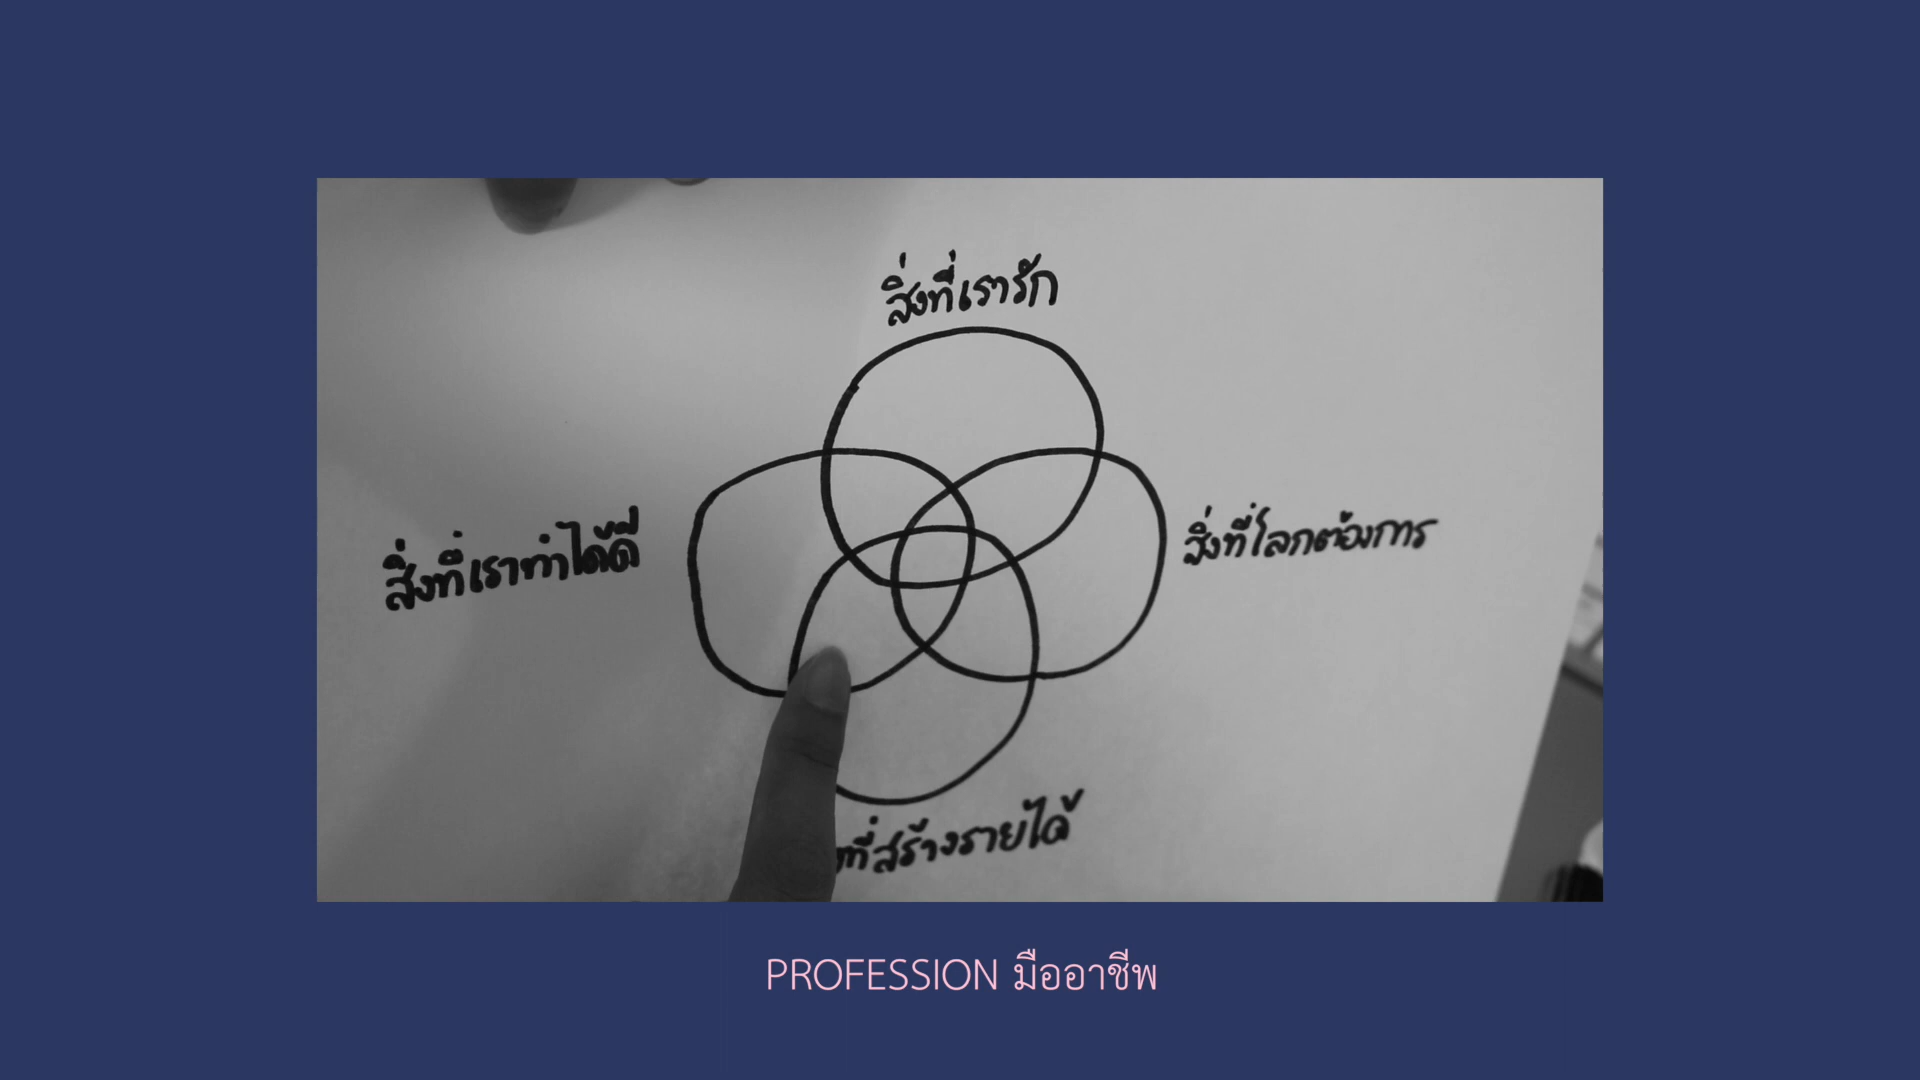 สิ่งที่เรารัก
สิ่งที่เราทำได้ดี
สิ่งที่โลกต้องการ
ที่สร้างรายได้
PROFESSION มืออาชีพ